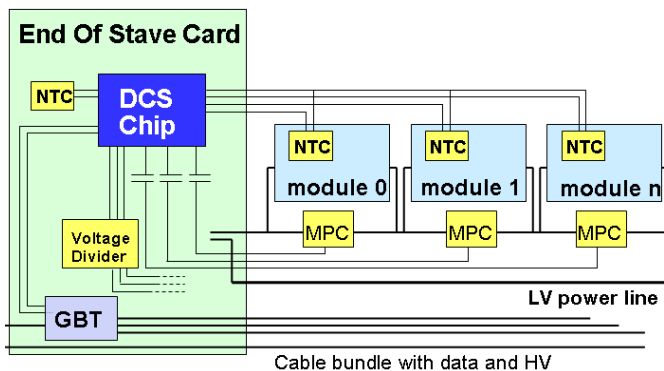 End Of Stave Card
NTC
DCS
Chip
NTC
NTC
NTC
module 0
module 1
module n
MPC
MPC
MPC
Voltage
Divider
LV power line
GBT
Cable bundle with data and HV